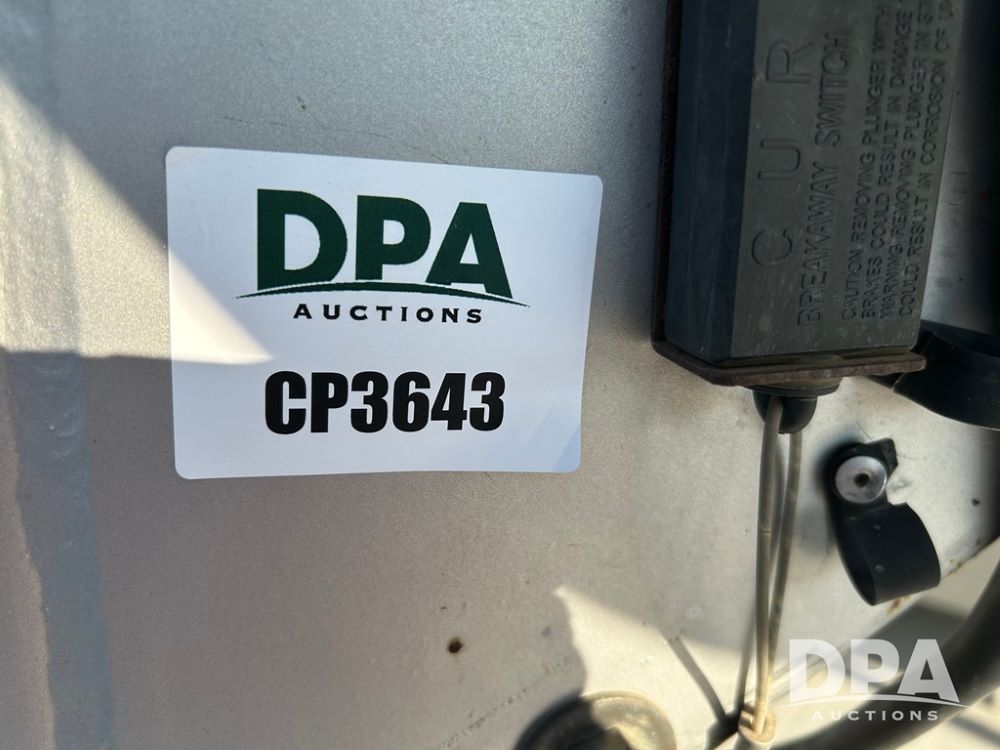 DPA
AUCTIONS
CP3643
CUR
BREAKAWAY SWITCH
CAUTION REMOVING PLUNGER WITH
BRAKES COULD RESULT IN DAMAGE
WARNING REMOVING PLUNGER IN
COULD RESULT IN CORROSION OF
DPA
AUCTIONS